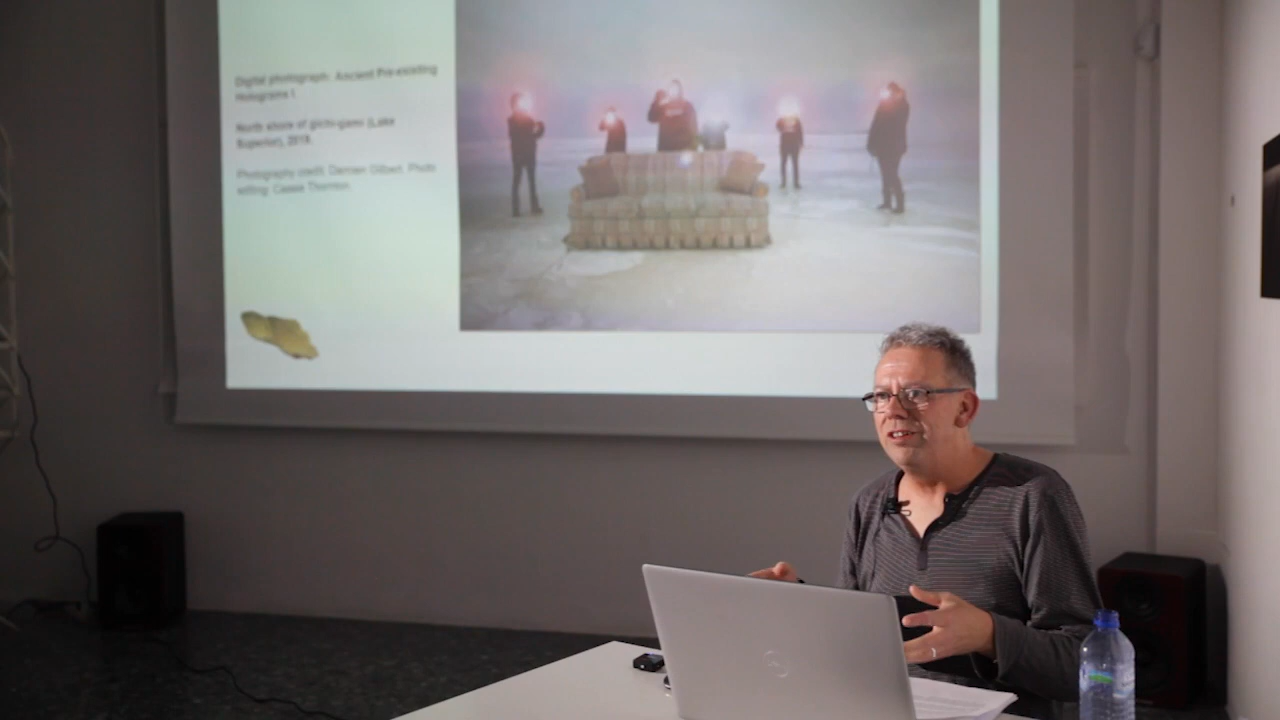 Digital photograph: Ancient Pre-existing
Holograms 1
North shore of gichi-gami (Lake
Superior), 2019.
Photography credit: Damien Gilbert. Photo
editing: Cassie Thornton